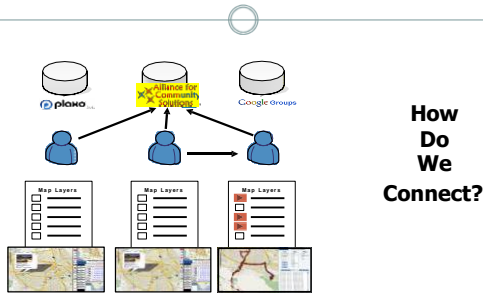 plaxo
Alliance for
Community
Solutions
Google Groups
How
Do
We
Connect?
Map Layers
Map Layers
Map Layers